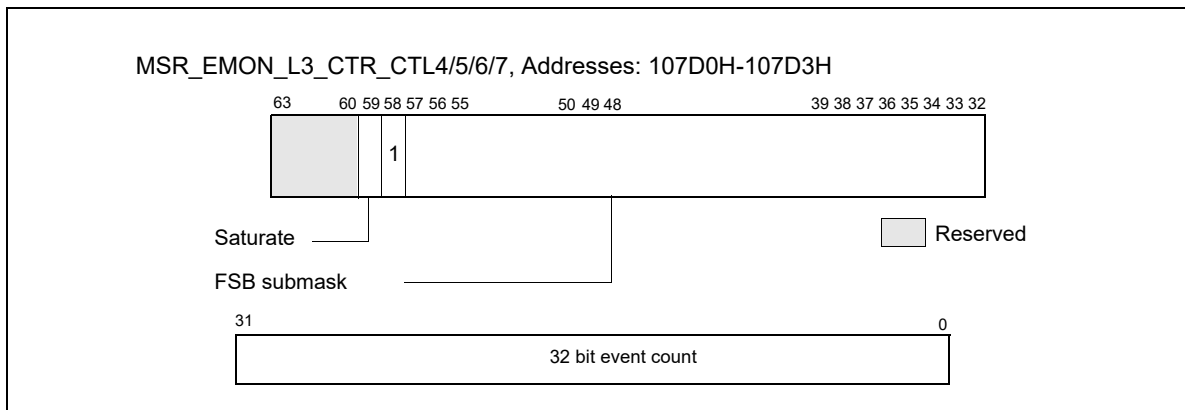 MSR_EMON_L3_CTR_CTL4/5/6/7, Addresses: 107D0H-107D3H
63 60 59 58 57 56 55 50 49 48 39 38 37 36 35 34 33 32
1
Saturate
Reserved
FSB submask
31 0
32 bit event count